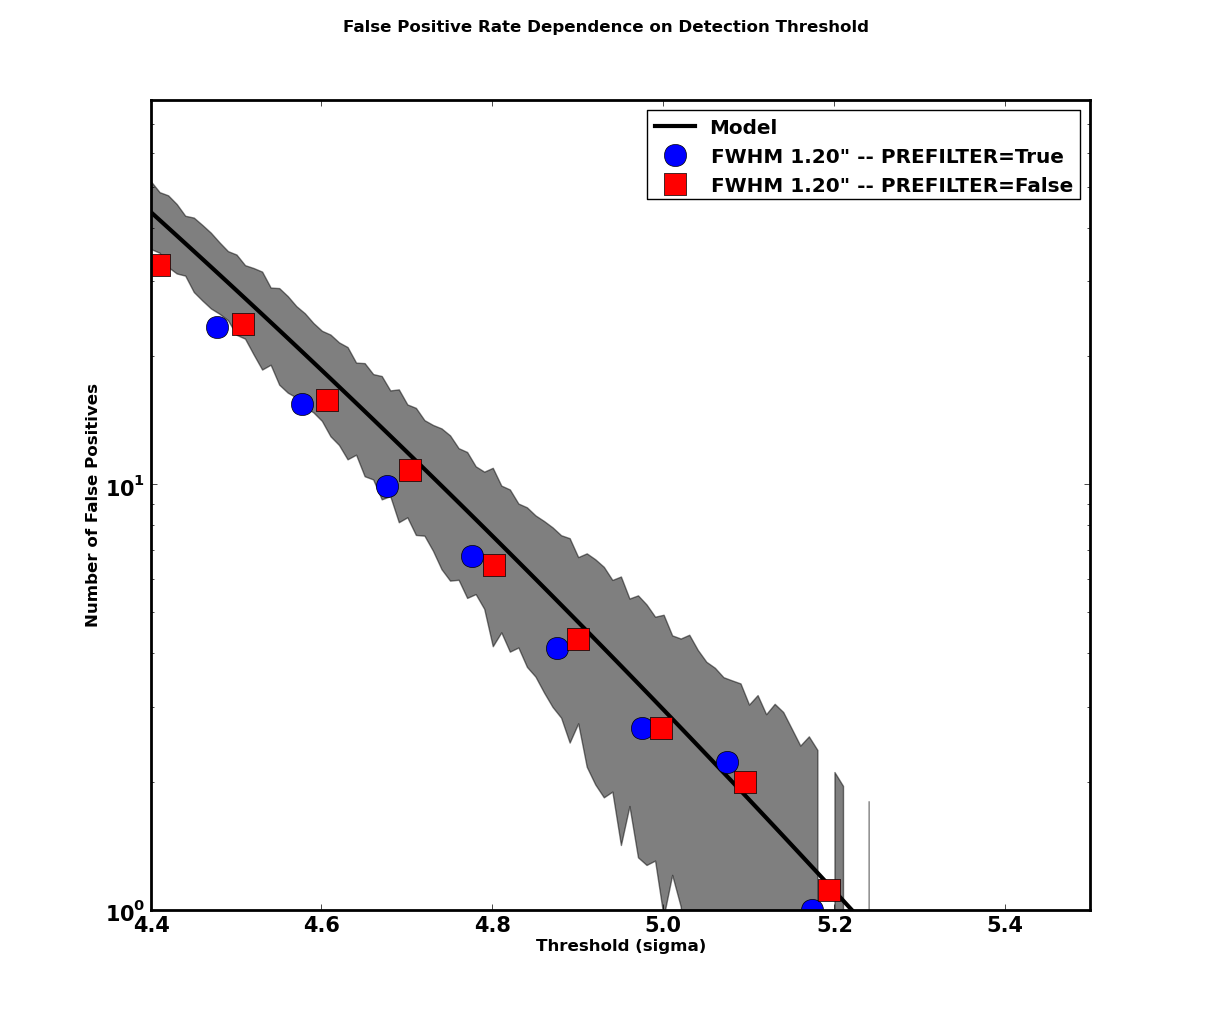 False Positive Rate Dependence on Detection Threshold
Model
FWHM 1.20" -- PREFILTER=True
FWHM 1.20" -- PREFILTER=False
Number of False Positives
10¹
10⁰
4.4 4.6 4.8 5.0 5.2 5.4
Threshold (sigma)